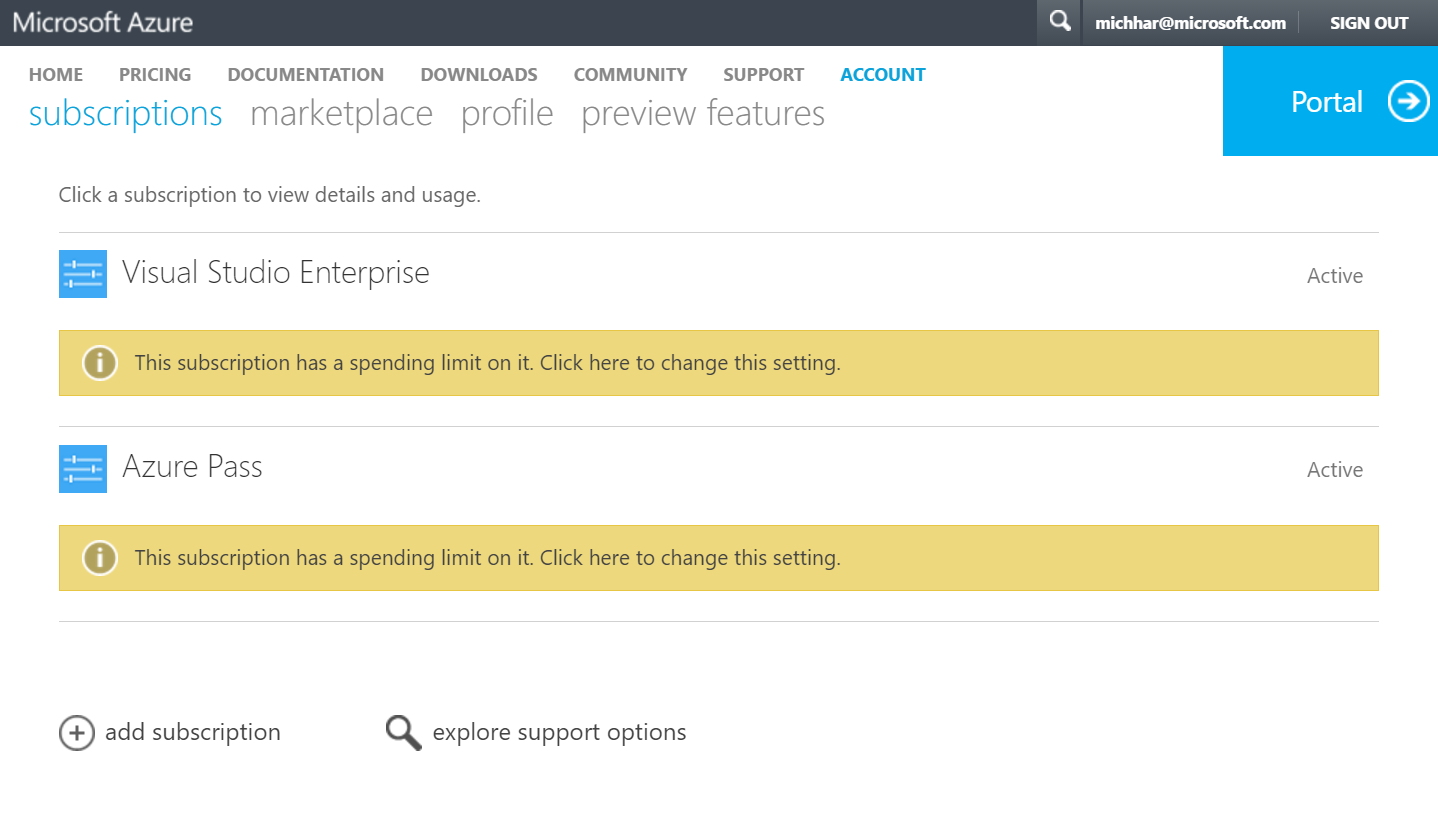 Microsoft Azure michhar@microsoft.com SIGN OUT
HOME PRICING DOCUMENTATION DOWNLOADS COMMUNITY SUPPORT ACCOUNT
subscriptions marketplace profile preview features
Portal
Click a subscription to view details and usage.
Visual Studio Enterprise Active
This subscription has a spending limit on it. Click here to change this setting.
Azure Pass Active
This subscription has a spending limit on it. Click here to change this setting.
add subscription explore support options